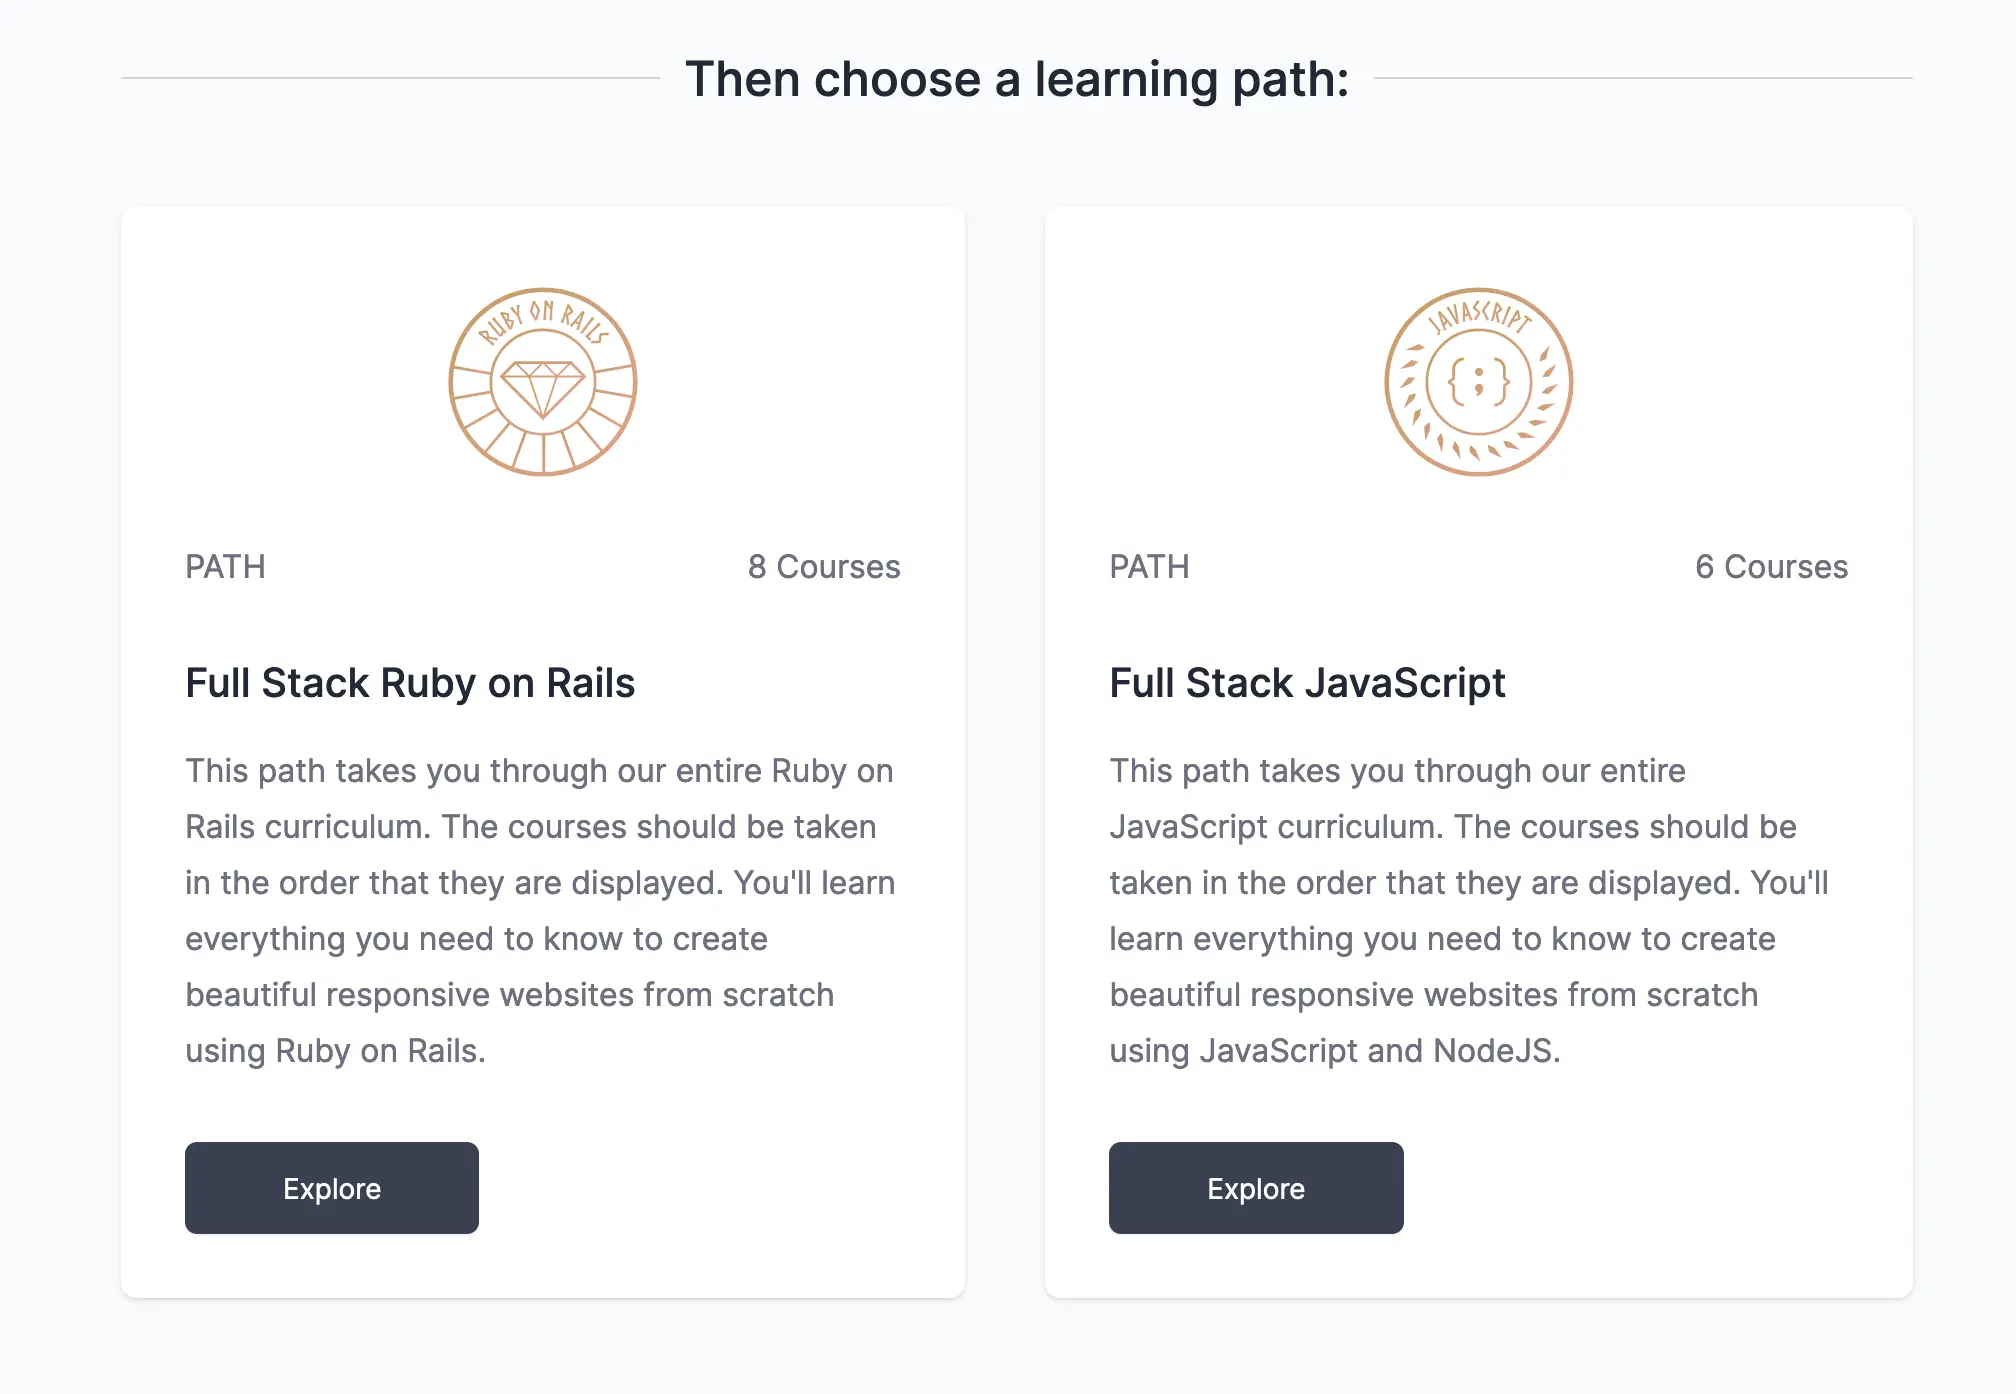 Then choose a learning path:
RUBY ON RAILS
PATH
8 Courses
Full Stack Ruby on Rails
This path takes you through our entire Ruby on
Rails curriculum. The courses should be taken
in the order that they are displayed. You'll learn
everything you need to know to create
beautiful responsive websites from scratch
using Ruby on Rails.
Explore
JAVASCRIPT
{;}
PATH
6 Courses
Full Stack JavaScript
This path takes you through our entire
JavaScript curriculum. The courses should be
taken in the order that they are displayed. You'll
learn everything you need to know to create
beautiful responsive websites from scratch
using JavaScript and NodeJS.
Explore